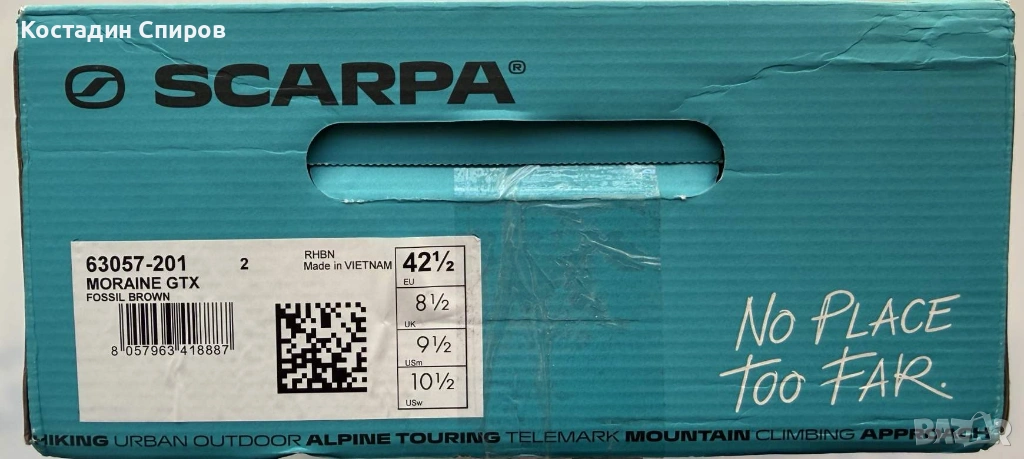 Костадин Спиров
SCARPA®
63057-201 2
MORAINE GTX
FOSSIL BROWN
8 057963 418887
RHBN
Made in VIETNAM
42½
EU
8½
UK
9½
USm
10½
USw
NO PLACE
TOO FAR.
HIKING URBAN OUTDOOR ALPINE TOURING TELEMARK MOUNTAIN CLIMBING APPROACH
BAZAR